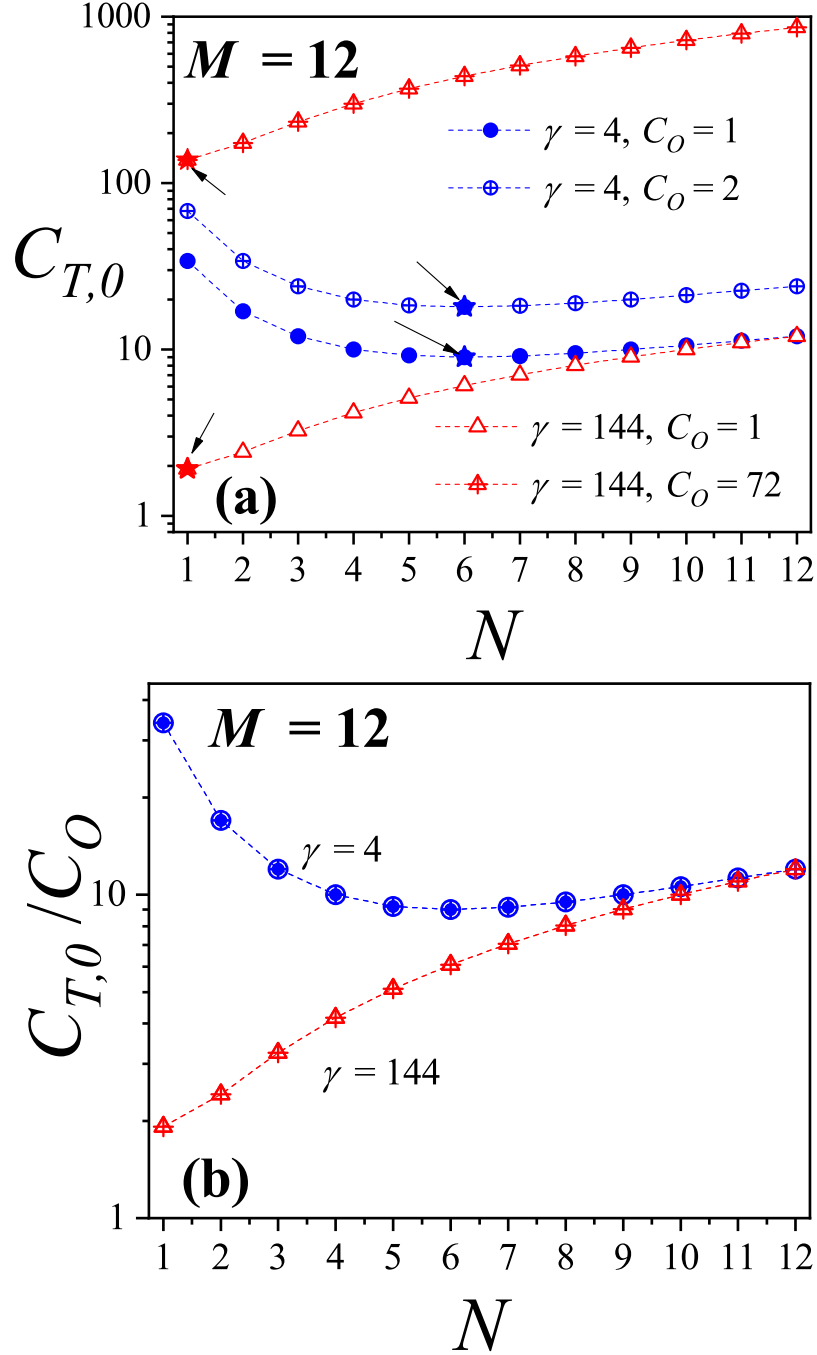 1000
M = 12
γ = 4, C_O = 1
γ = 4, C_O = 2
100
C_{T,0}
10
γ = 144, C_O = 1
γ = 144, C_O = 72
1
(a)
1 2 3 4 5 6 7 8 9 10 11 12
N
M = 12
γ = 4
10
C_{T,0} / C_O
γ = 144
(b)
1
1 2 3 4 5 6 7 8 9 10 11 12
N